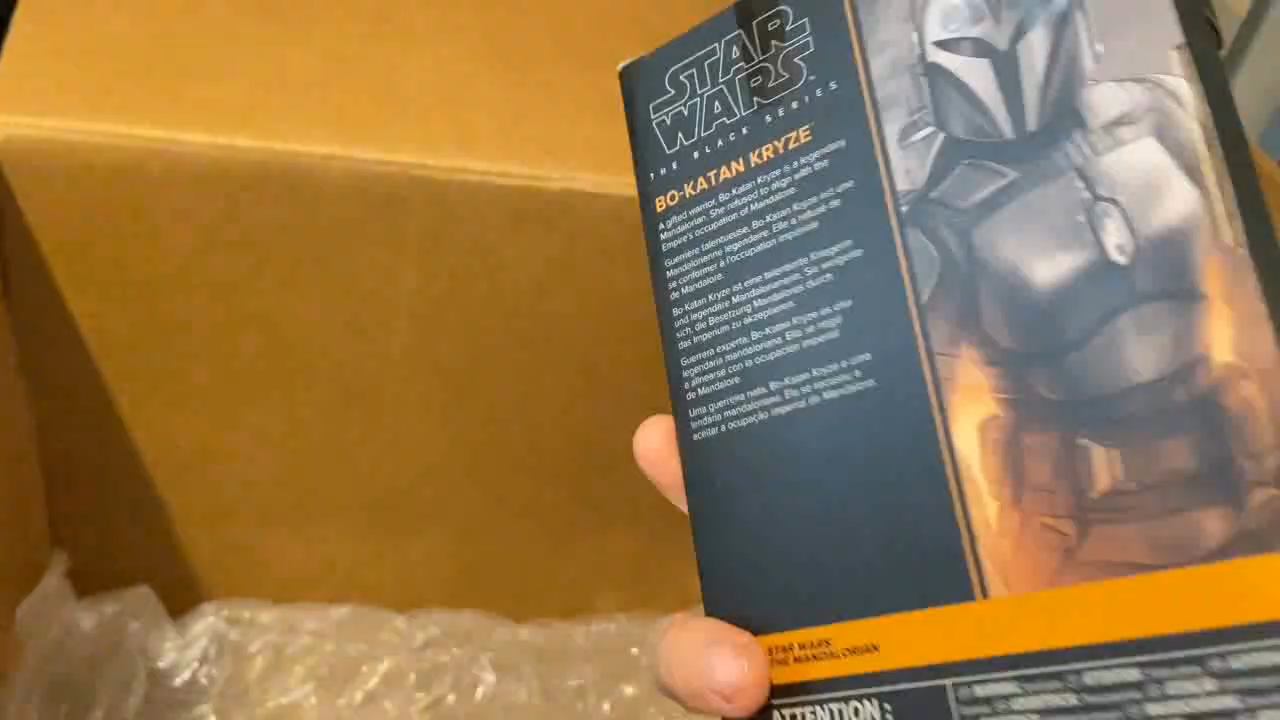 STAR
WARS™
THE BLACK SERIES
BO-KATAN KRYZE
A gifted warrior, Bo-Katan Kryze is a legendary
Mandalorian. She refused to align with the
Empire's occupation of Mandalore.
Guerrière talentueuse, Bo-Katan Kryze est une
Mandalorienne légendaire. Elle a refusé de
se conformer à l'occupation impériale
de Mandalore.
Bo-Katan Kryze ist eine talentierte Kriegerin
und legendäre Mandalorianerin. Sie weigerte
sich, die Besetzung Mandalores durch
das Imperium zu akzeptieren.
Guerrera experta, Bo-Katan Kryze es una
legendaria mandaloriana. Ella se negó
a alinearse con la ocupación imperial
de Mandalore.
Uma guerreira nata, Bo-Katan Kryze é uma
lendária mandaloriana. Ela se recusou a
aceitar a ocupação imperial de Mandalore.
STAR WARS
THE MANDALORIAN
ATTENTION :